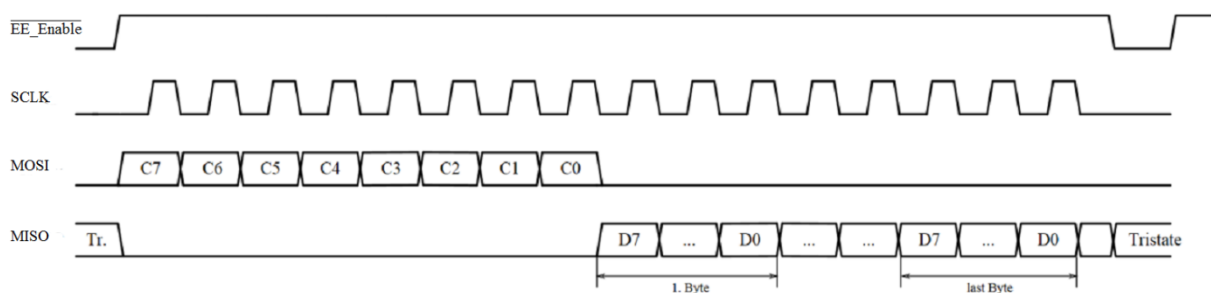 EE_Enable
SCLK
MOSI C7 C6 C5 C4 C3 C2 C1 C0
MISO Tr. D7 ... D0 ... ... D7 ... D0 Tristate
1. Byte last Byte